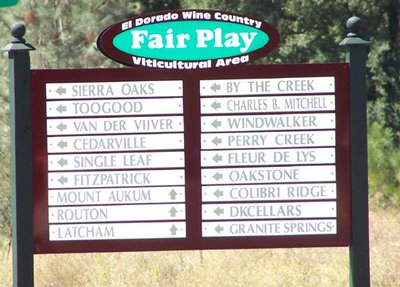 El Dorado Wine Country
Fair Play
Viticultural Area
SIERRA OAKS
TOOGOOD
VAN DER VIJVER
CEDARVILLE
SINGLE LEAF
FITZPATRICK
MOUNT AUKUM
ROUTON
LATCHAM
BY THE CREEK
CHARLES B. MITCHELL
WINDWALKER
PERRY CREEK
FLEUR DE LYS
OAKSTONE
COLIBRI RIDGE
DKCELLARS
GRANITE SPRINGS